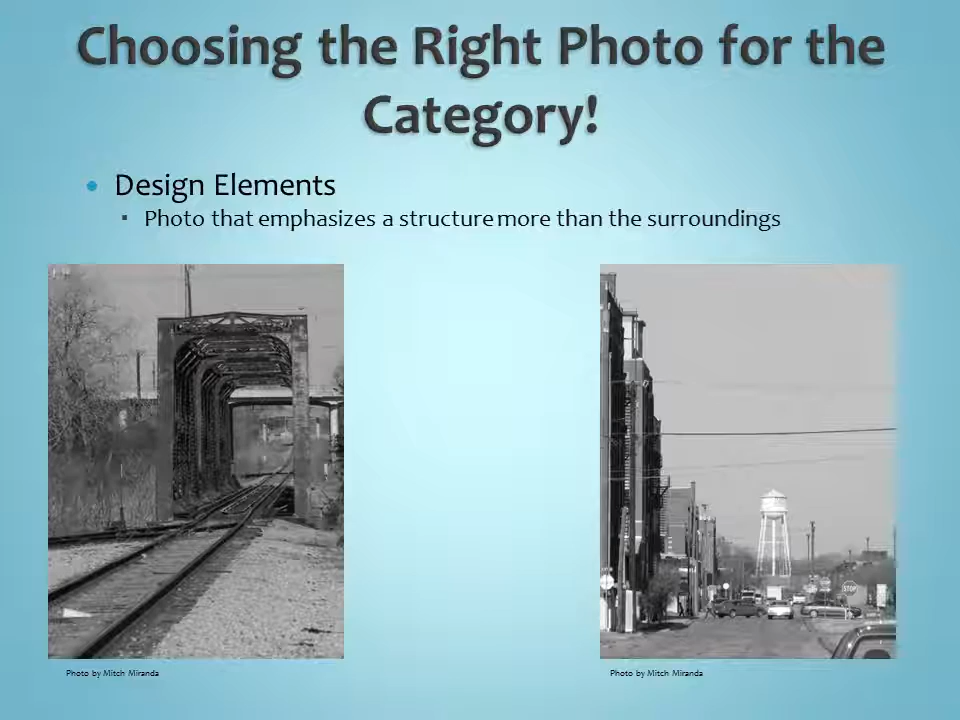 Choosing the Right Photo for the
Category!
Design Elements
Photo that emphasizes a structure more than the surroundings
STOP
Photo by Mitch Miranda
Photo by Mitch Miranda